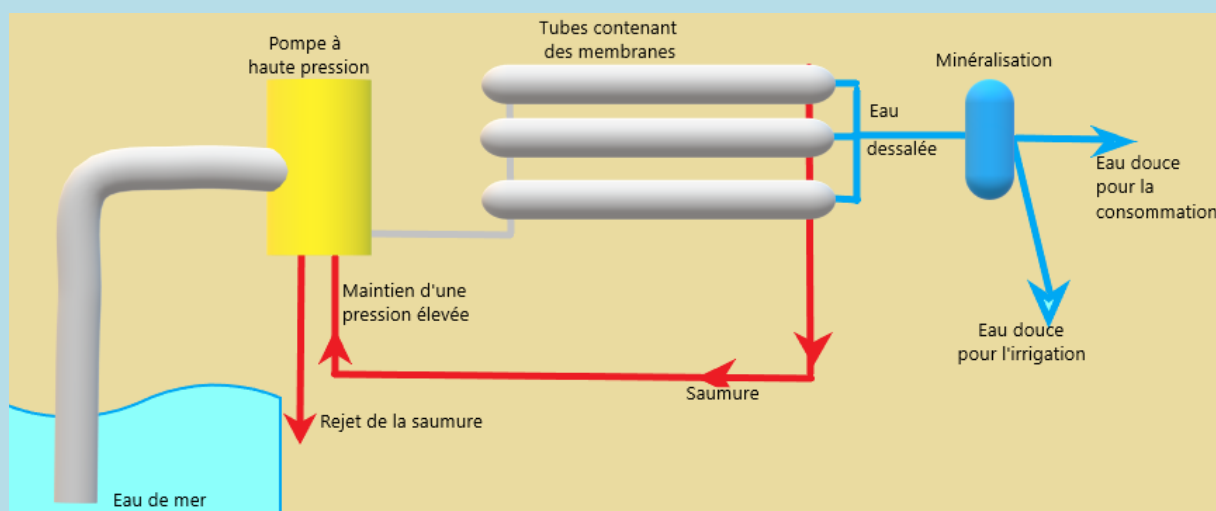 Pompe à
haute pression
Tubes contenant
des membranes
Minéralisation
Eau
dessalée
Eau douce
pour la
consommation
Maintien d'une
pression élevée
Eau douce
pour l'irrigation
Saumure
Rejet de la saumure
Eau de mer